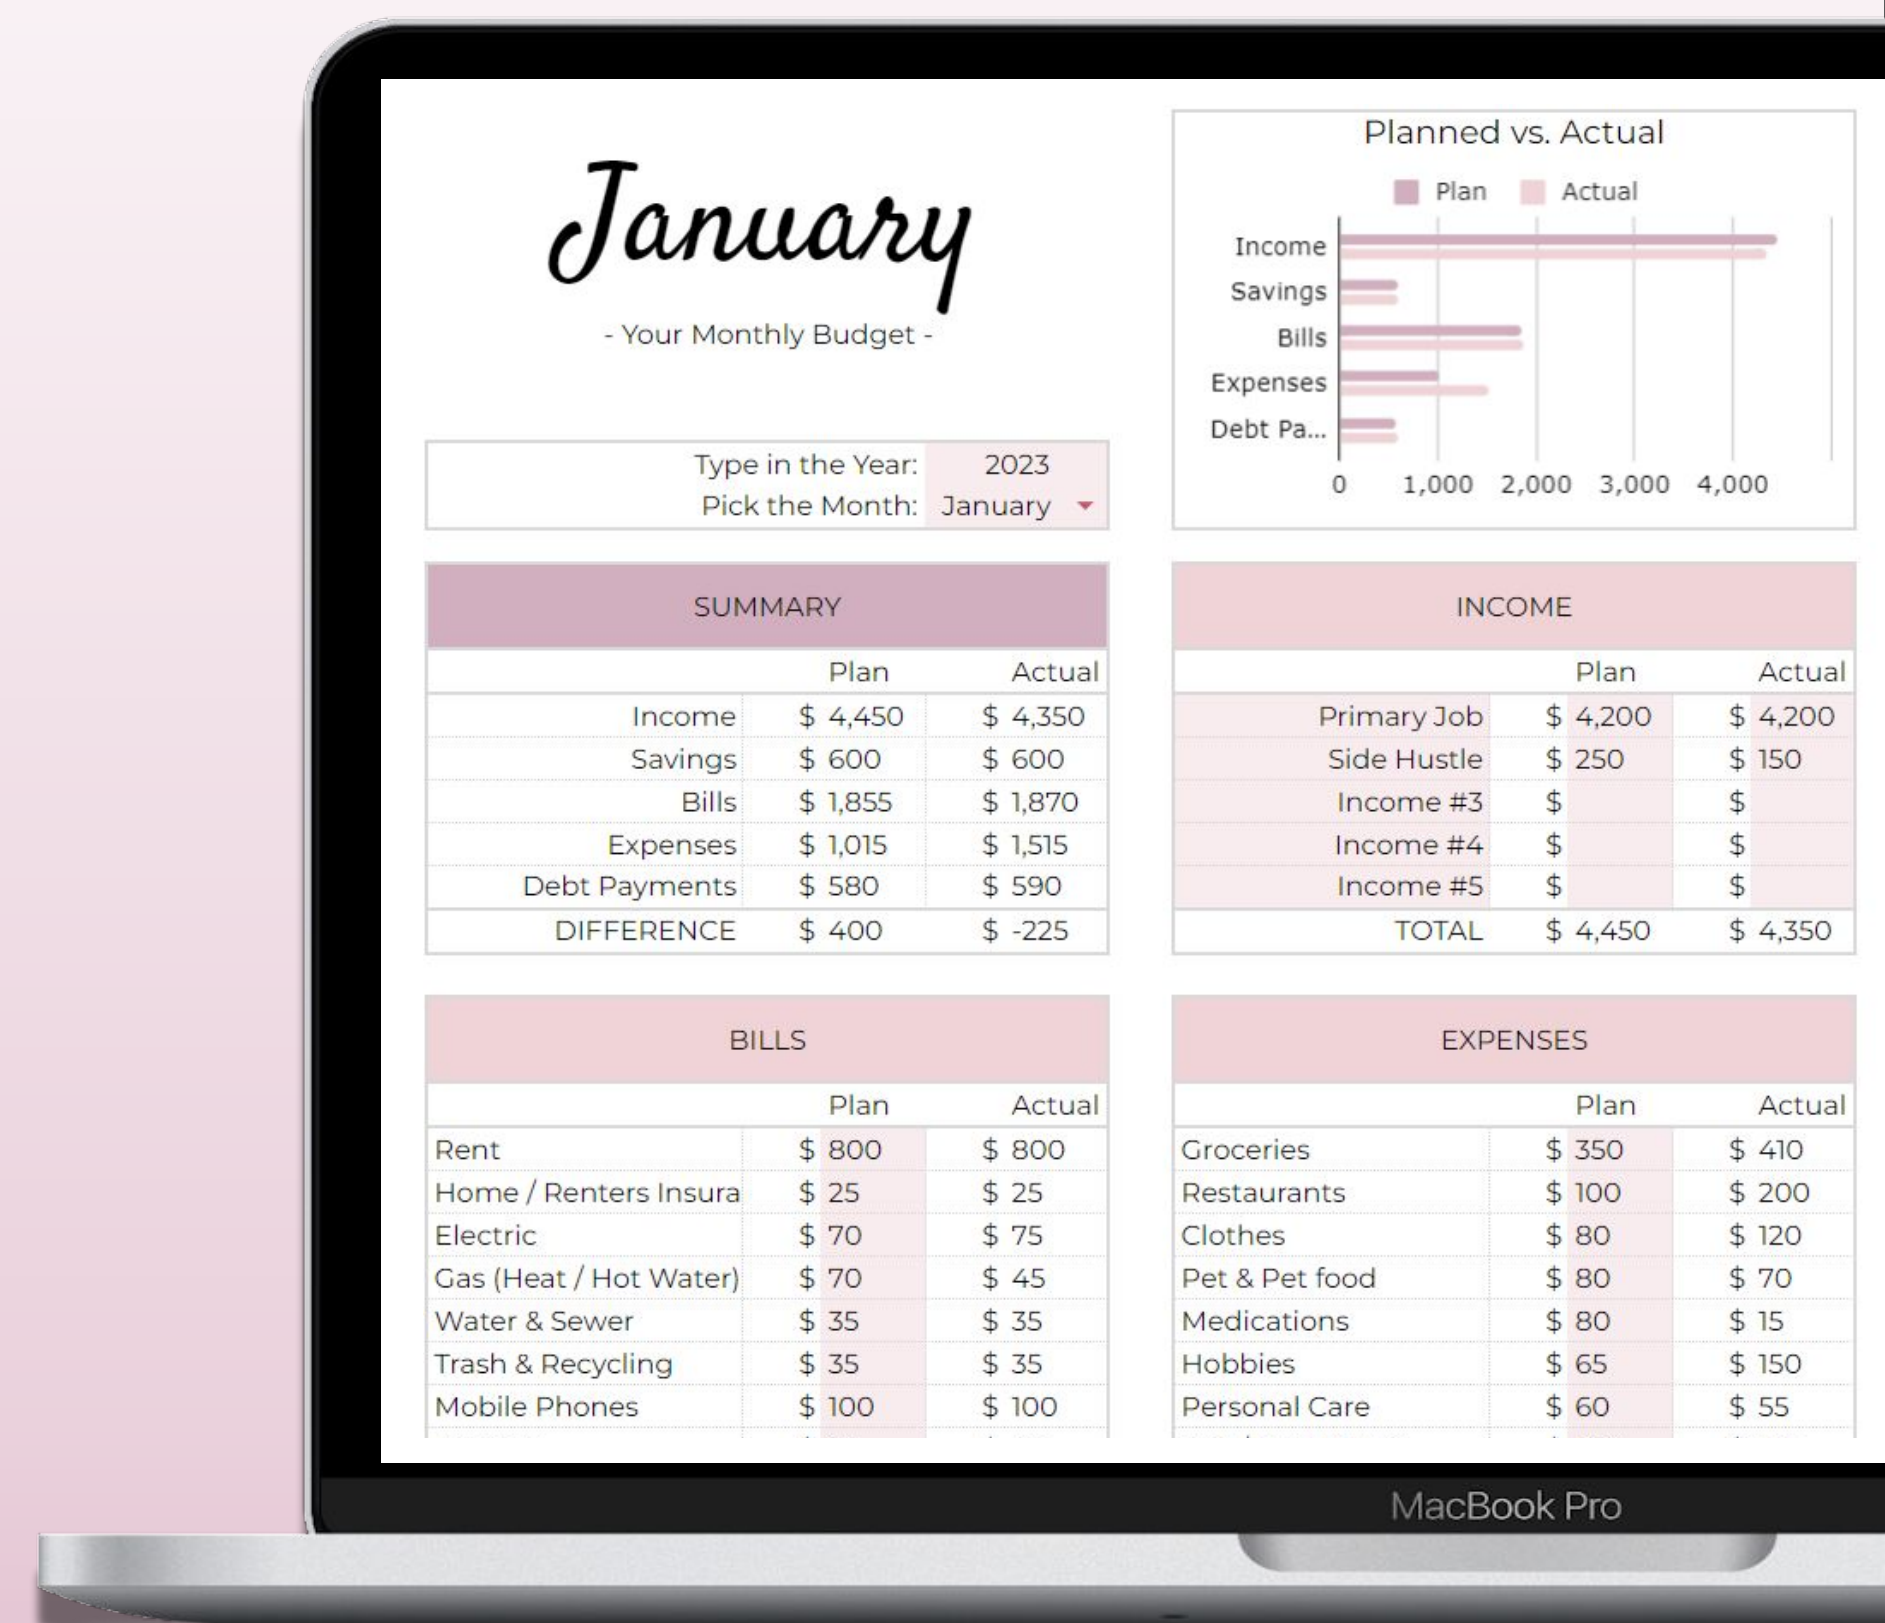 January
- Your Monthly Budget -
Type in the Year: 2023
Pick the Month: January
Planned vs. Actual
Plan Actual
Income
Savings
Bills
Expenses
Debt Pa...
0 1,000 2,000 3,000 4,000
SUMMARY
Plan Actual
Income $ 4,450 $ 4,350
Savings $ 600 $ 600
Bills $ 1,855 $ 1,870
Expenses $ 1,015 $ 1,515
Debt Payments $ 580 $ 590
DIFFERENCE $ 400 $ -225
INCOME
Plan Actual
Primary Job $ 4,200 $ 4,200
Side Hustle $ 250 $ 150
Income #3 $ $
Income #4 $ $
Income #5 $ $
TOTAL $ 4,450 $ 4,350
BILLS
Plan Actual
Rent $ 800 $ 800
Home / Renters Insura $ 25 $ 25
Electric $ 70 $ 75
Gas (Heat / Hot Water) $ 70 $ 45
Water & Sewer $ 35 $ 35
Trash & Recycling $ 35 $ 35
Mobile Phones $ 100 $ 100
EXPENSES
Plan Actual
Groceries $ 350 $ 410
Restaurants $ 100 $ 200
Clothes $ 80 $ 120
Pet & Pet food $ 80 $ 70
Medications $ 80 $ 15
Hobbies $ 65 $ 150
Personal Care $ 60 $ 55
MacBook Pro